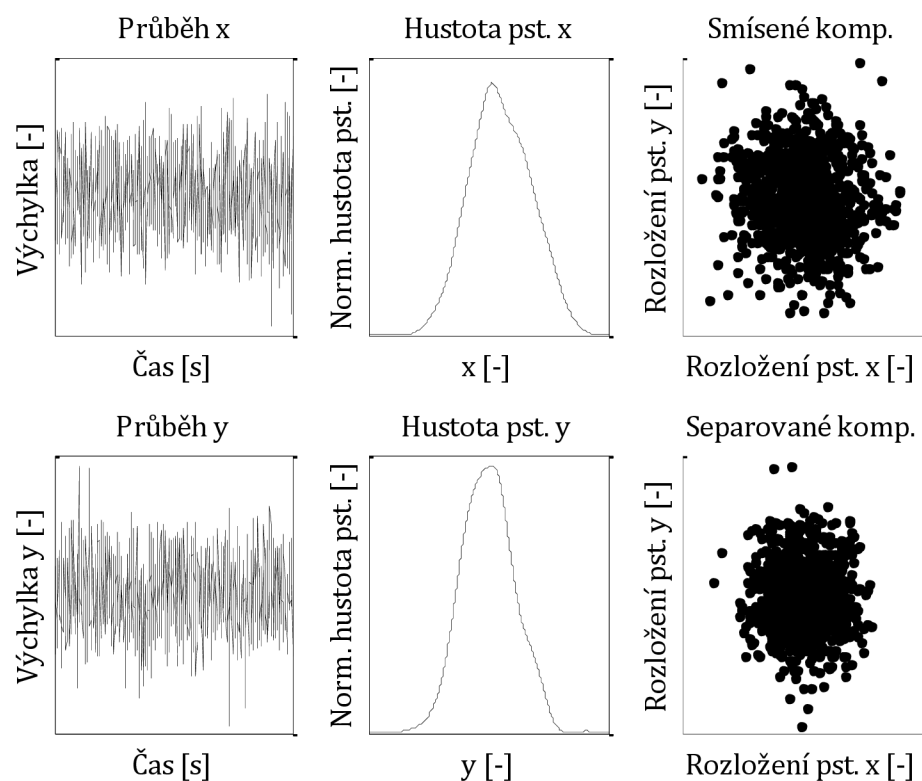 Průběh x
Hustota pst. x
Smísené komp.
Výchylka [-]
Norm. hustota pst. [-]
Rozložení pst. y [-]
Čas [s]
x [-]
Rozložení pst. x [-]
Průběh y
Hustota pst. y
Separované komp.
Výchylka y [-]
Norm. hustota pst. [-]
Rozložení pst. y [-]
Čas [s]
y [-]
Rozložení pst. x [-]